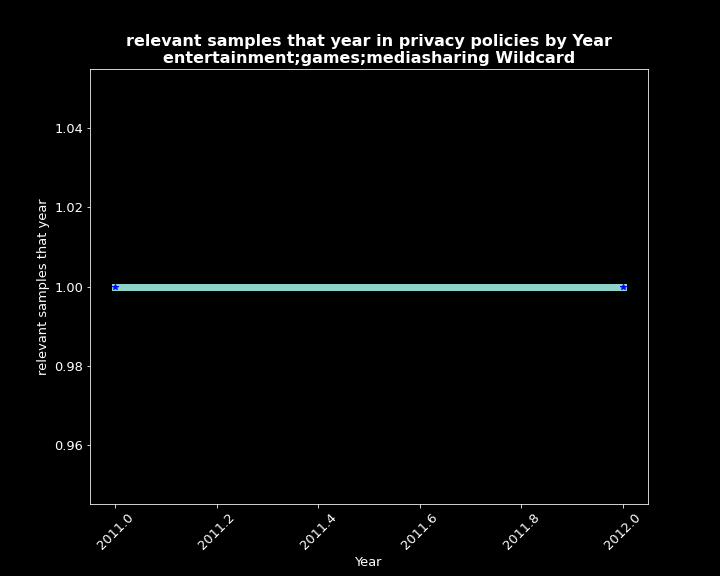 relevant samples that year in privacy policies by Year
entertainment;games;mediasharing Wildcard
relevant samples that year
1.04
1.02
1.00
0.98
0.96
2011.0
2011.2
2011.4
2011.6
2011.8
2012.0
Year